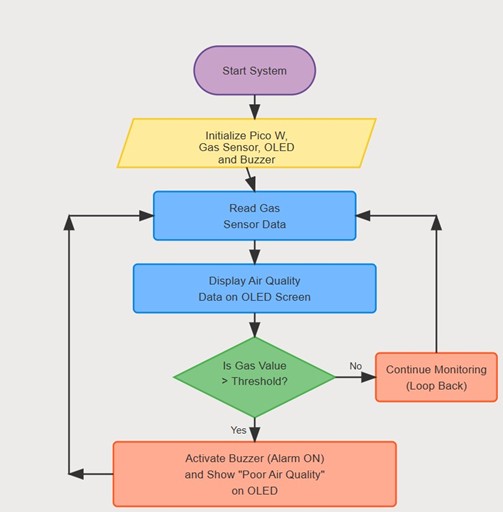 Start System
Initialize Pico W,
Gas Sensor, OLED
and Buzzer
Read Gas
Sensor Data
Display Air Quality
Data on OLED Screen
Is Gas Value
> Threshold?
No
Continue Monitoring
(Loop Back)
Yes
Activate Buzzer (Alarm ON)
and Show "Poor Air Quality"
on OLED